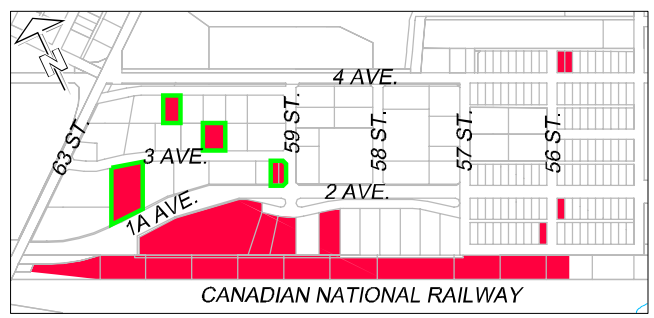 4 AVE.
59 ST.
58 ST.
57 ST.
56 ST.
63 ST.
3 AVE.
2 AVE.
1A AVE.
CANADIAN NATIONAL RAILWAY
N